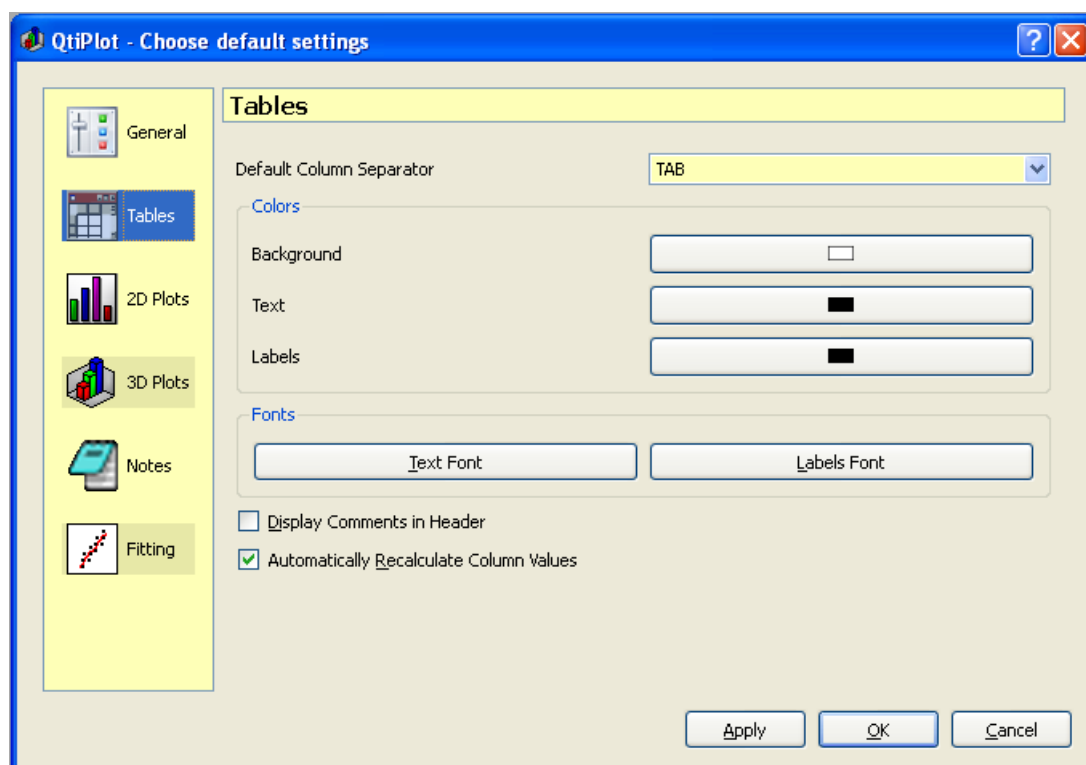 QtiPlot - Choose default settings
General
Tables
2D Plots
3D Plots
Notes
Fitting
Tables
Default Column Separator TAB
Colors
Background
Text
Labels
Fonts
Text Font Labels Font
Display Comments in Header
Automatically Recalculate Column Values
Apply OK Cancel